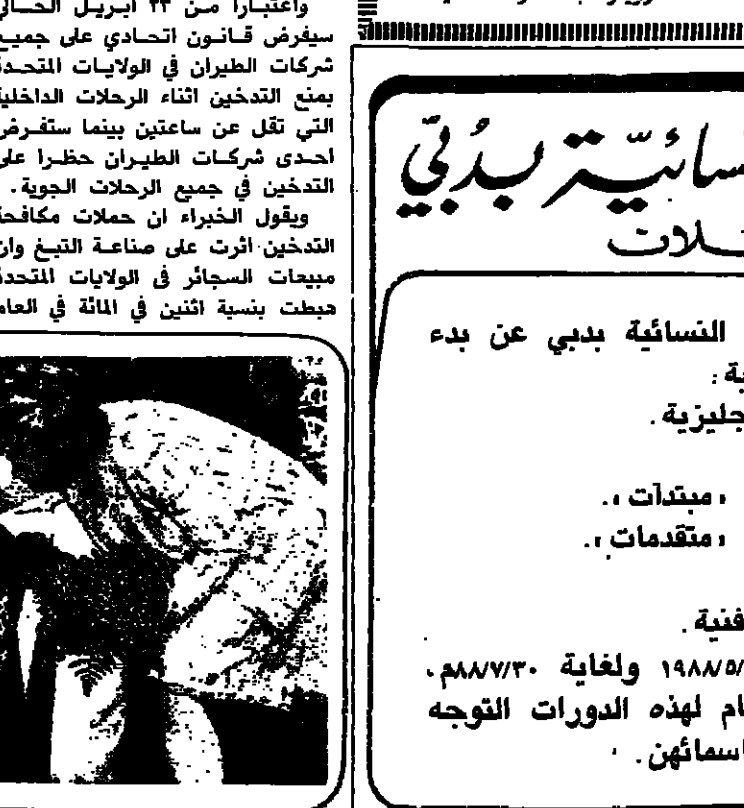 واعتبارا من ٢٣ ابريل الحالي
سيفرض قانون اتحادي على جميع
شركات الطيران في الولايات المتحدة
بمنع التدخين اثناء الرحلات الداخلية
التي تقل عن ساعتين بينما ستفرض
احدى شركات الطيران حظرا على
التدخين في جميع الرحلات الجوية.
ويقول الخبراء ان حملات مكافحة
التدخين اثرت على صناعة التبغ وان
مبيعات السجائر في الولايات المتحدة
هبطت بنسبة اثنين في المائة في العام
نسائية بدبي
النسائية بدبي عن بدء
ية:
جليزية.
«مبتدآت».
«متقدمات».
فنية.
١٩٨٨/٥/ ولغاية ٨٨/٧/٣٠م.
ام لهذه الدورات التوجه
اسمائهن.